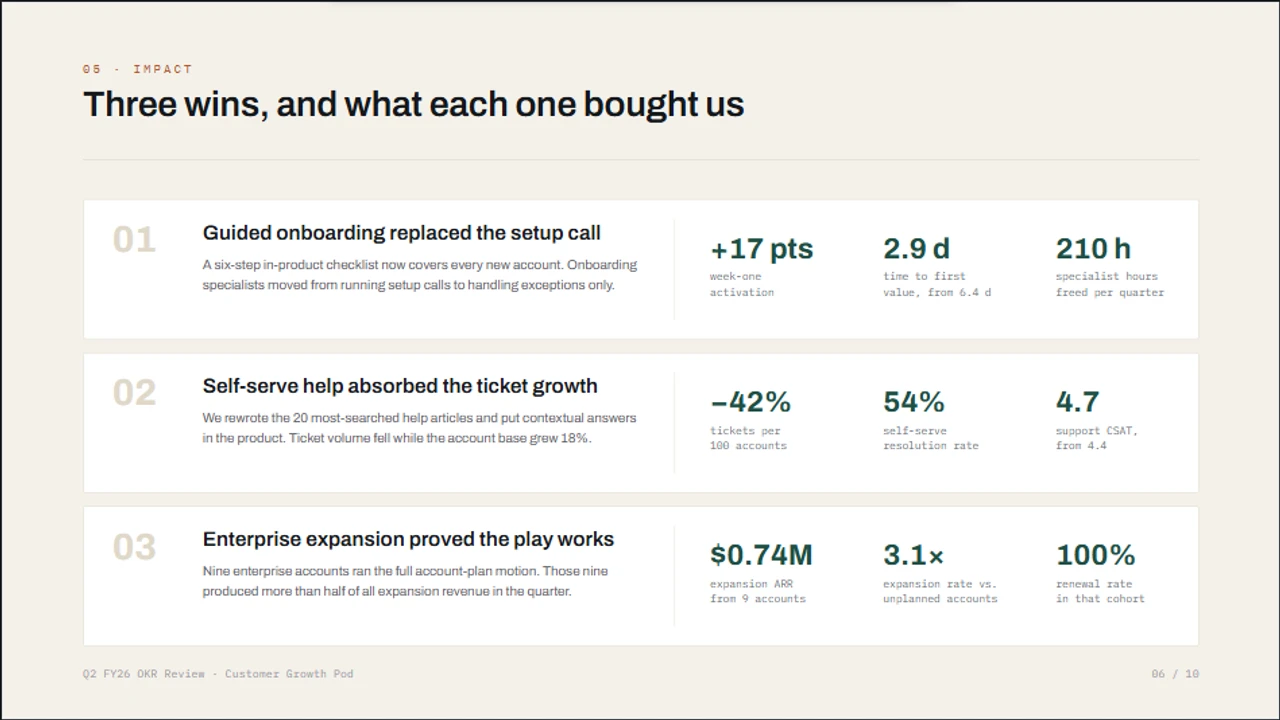 05 · IMPACT
Three wins, and what each one bought us
01
Guided onboarding replaced the setup call
A six-step in-product checklist now covers every new account. Onboarding
specialists moved from running setup calls to handling exceptions only.
+17 pts
week-one
activation
2.9 d
time to first
value, from 6.4 d
210 h
specialist hours
freed per quarter
02
Self-serve help absorbed the ticket growth
We rewrote the 20 most-searched help articles and put contextual answers
in the product. Ticket volume fell while the account base grew 18%.
−42%
tickets per
100 accounts
54%
self-serve
resolution rate
4.7
support CSAT,
from 4.4
03
Enterprise expansion proved the play works
Nine enterprise accounts ran the full account-plan motion. Those nine
produced more than half of all expansion revenue in the quarter.
$0.74M
expansion ARR
from 9 accounts
3.1×
expansion rate vs.
unplanned accounts
100%
renewal rate
in that cohort
Q2 FY26 OKR Review · Customer Growth Pod
06 / 10